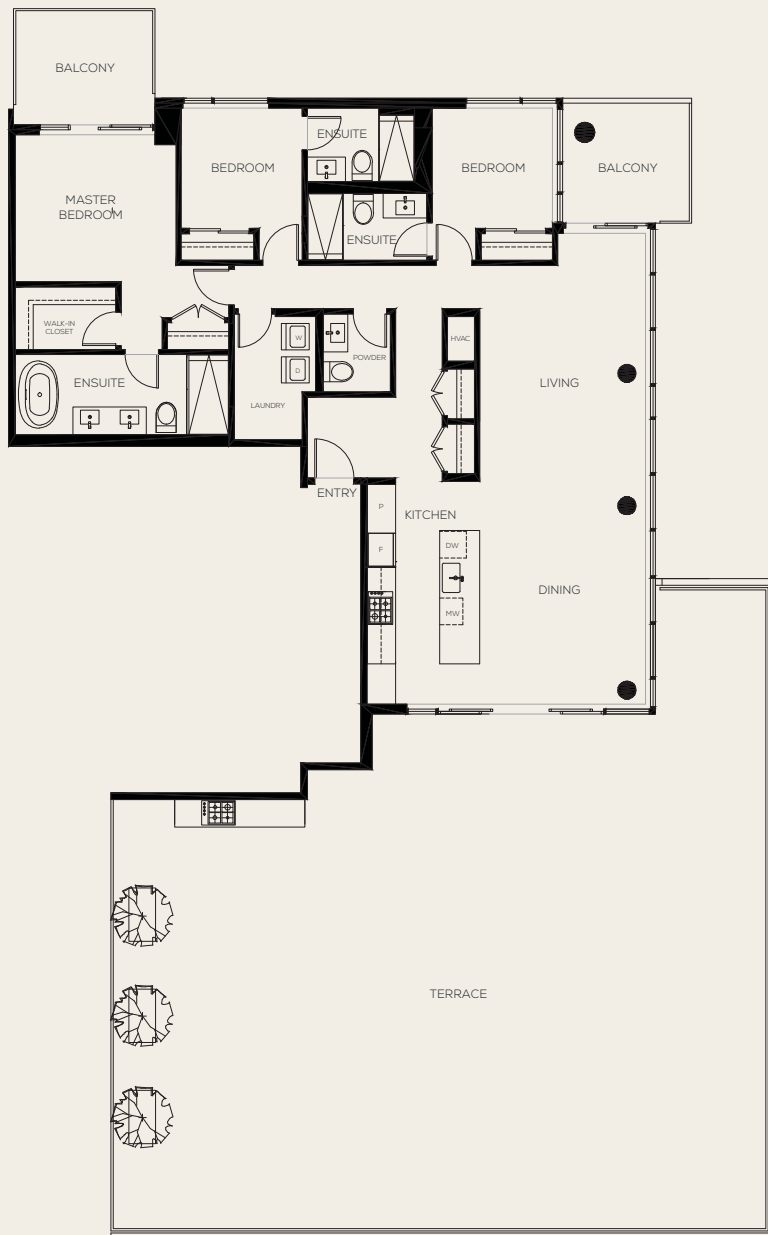 BALCONY
ENSUITE
BEDROOM
BEDROOM
BALCONY
MASTER
BEDROOM
ENSUITE
WALK-IN
CLOSET
W
HVAC
POWDER
D
ENSUITE
LIVING
LAUNDRY
ENTRY
P
KITCHEN
F
DW
DINING
MW
TERRACE